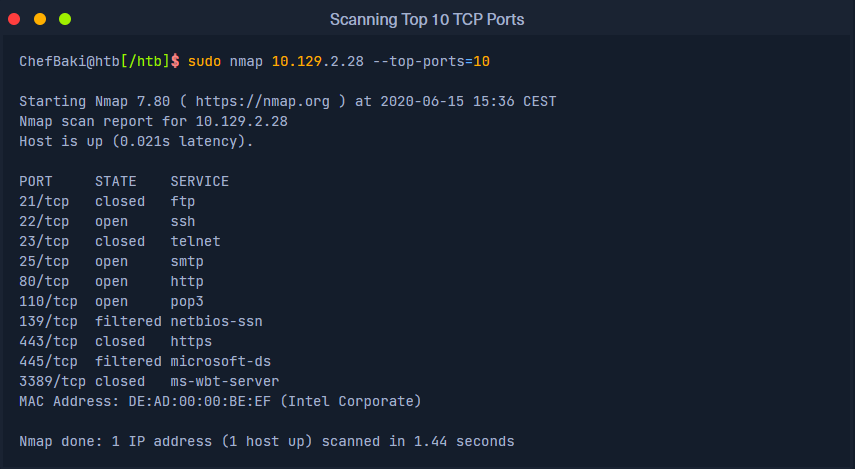 Scanning Top 10 TCP Ports
ChefBaki@htb[/htb]$ sudo nmap 10.129.2.28 --top-ports=10
Starting Nmap 7.80 ( https://nmap.org ) at 2020-06-15 15:36 CEST
Nmap scan report for 10.129.2.28
Host is up (0.021s latency).
PORT     STATE    SERVICE
21/tcp   closed   ftp
22/tcp   open     ssh
23/tcp   closed   telnet
25/tcp   open     smtp
80/tcp   open     http
110/tcp  open     pop3
139/tcp  filtered netbios-ssn
443/tcp  closed   https
445/tcp  filtered microsoft-ds
3389/tcp closed   ms-wbt-server
MAC Address: DE:AD:00:00:BE:EF (Intel Corporate)
Nmap done: 1 IP address (1 host up) scanned in 1.44 seconds